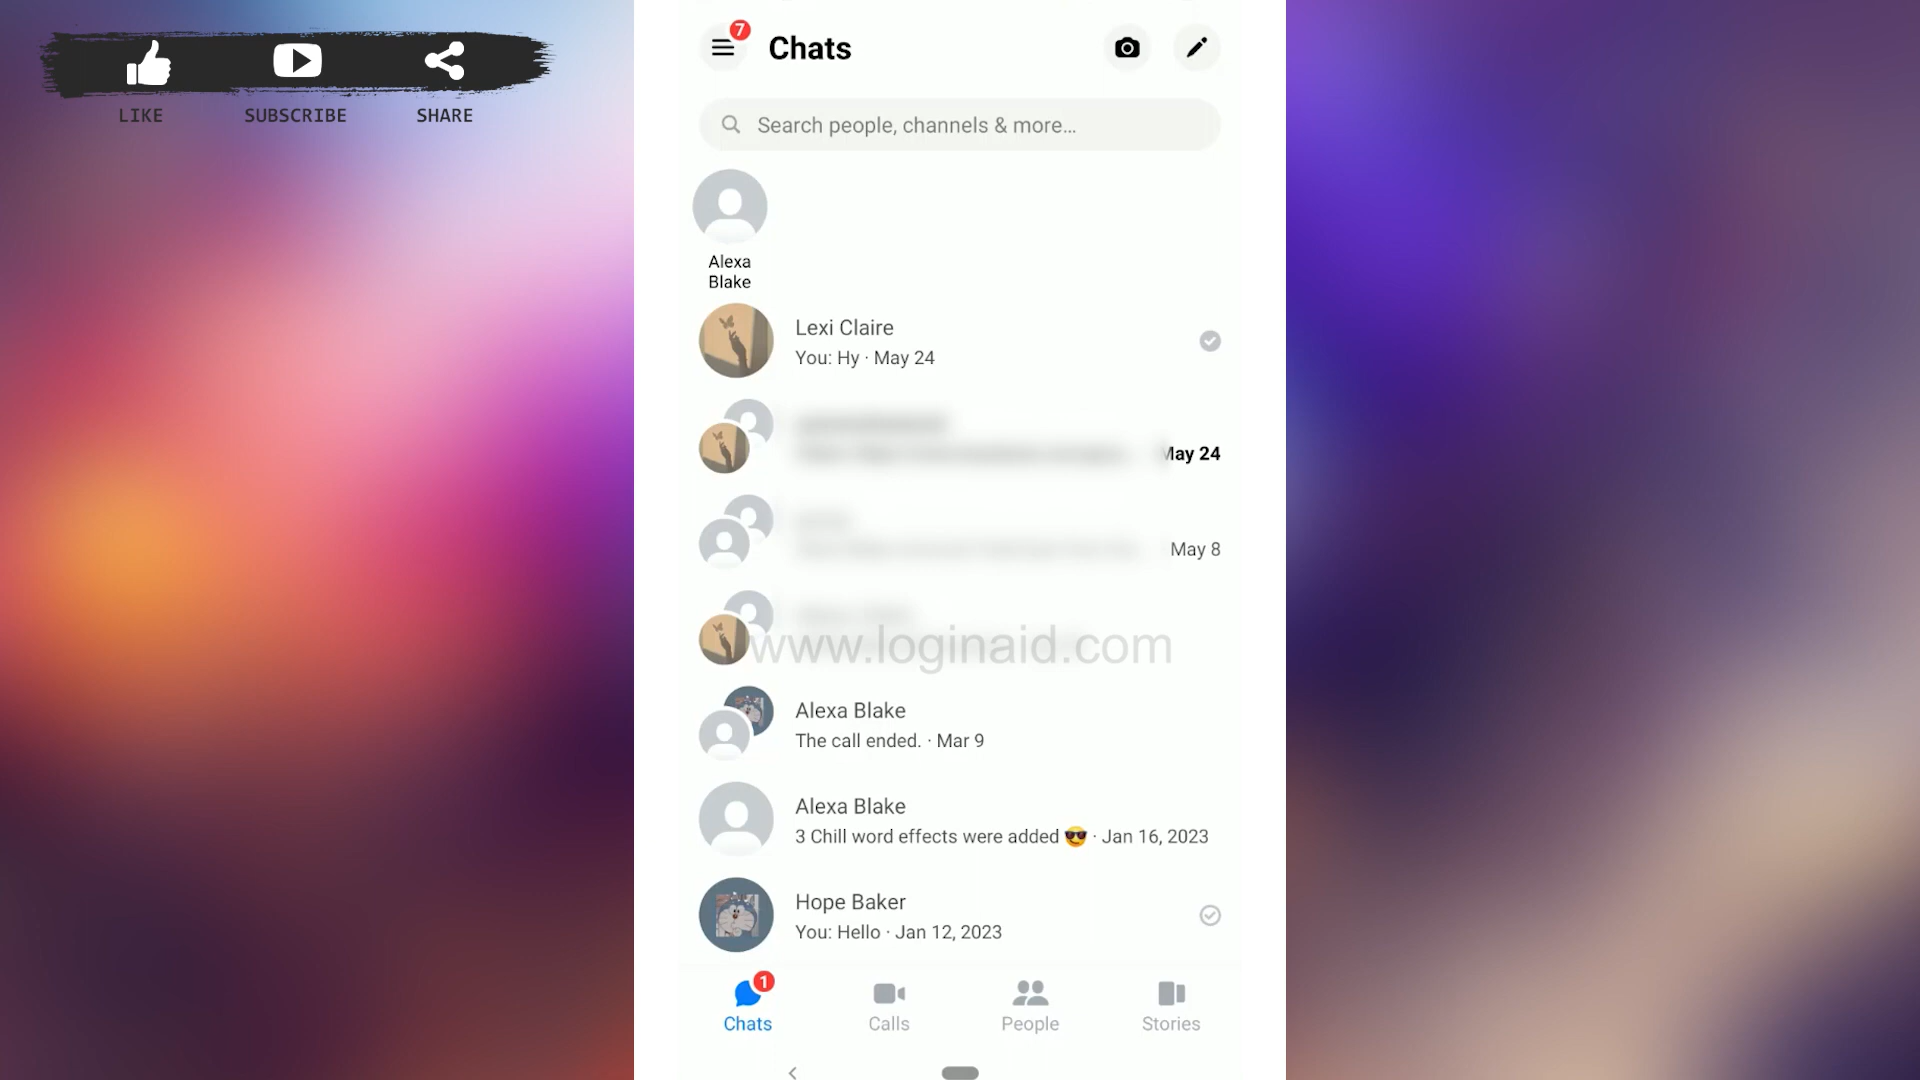 LIKE
SUBSCRIBE
SHARE
7
Chats
Search people, channels & more...
Alexa
Blake
Lexi Claire
You: Hy · May 24
May 24
May 8
www.loginaid.com
Alexa Blake
The call ended. · Mar 9
Alexa Blake
3 Chill word effects were added 😎 · Jan 16, 2023
Hope Baker
You: Hello · Jan 12, 2023
1
Chats
Calls
People
Stories